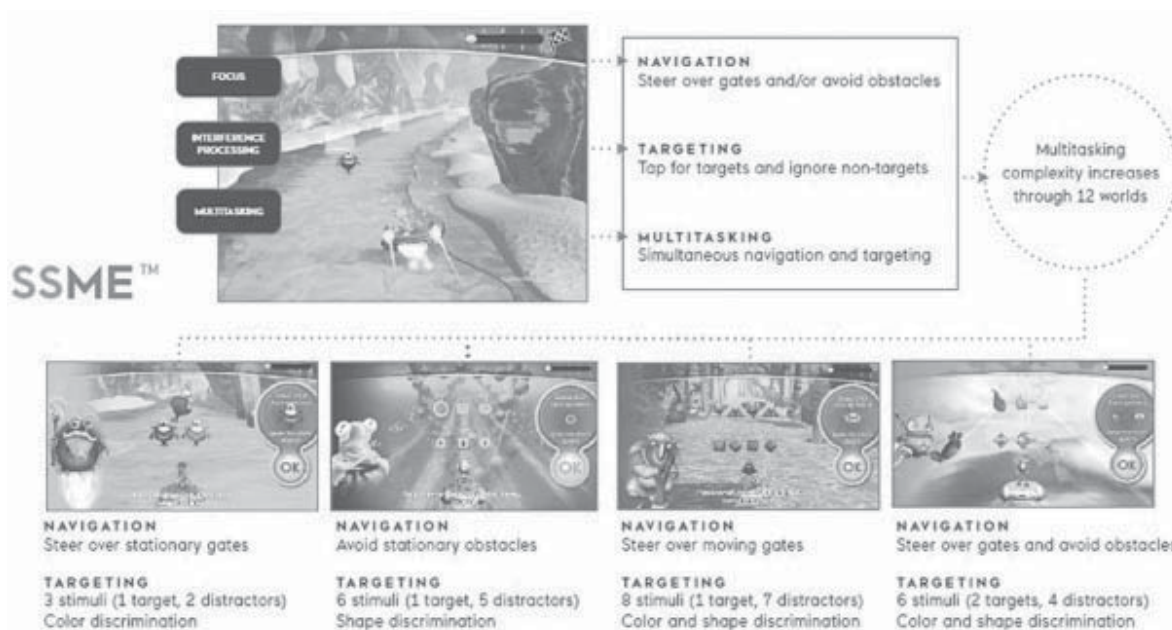 FOCUS
INTERFERENCE
PROCESSING
MULTITASKING
SSME™
NAVIGATION
Steer over gates and/or avoid obstacles
TARGETING
Tap for targets and ignore non-targets
MULTITASKING
Simultaneous navigation and targeting
Multitasking
complexity increases
through 12 worlds
OK
OK
OK
OK
NAVIGATION
Steer over stationary gates
TARGETING
3 stimuli (1 target, 2 distractors)
Color discrimination
NAVIGATION
Avoid stationary obstacles
TARGETING
6 stimuli (1 target, 5 distractors)
Shape discrimination
NAVIGATION
Steer over moving gates
TARGETING
8 stimuli (1 target, 7 distractors)
Color and shape discrimination
NAVIGATION
Steer over gates and avoid obstacles
TARGETING
6 stimuli (2 targets, 4 distractors)
Color and shape discrimination